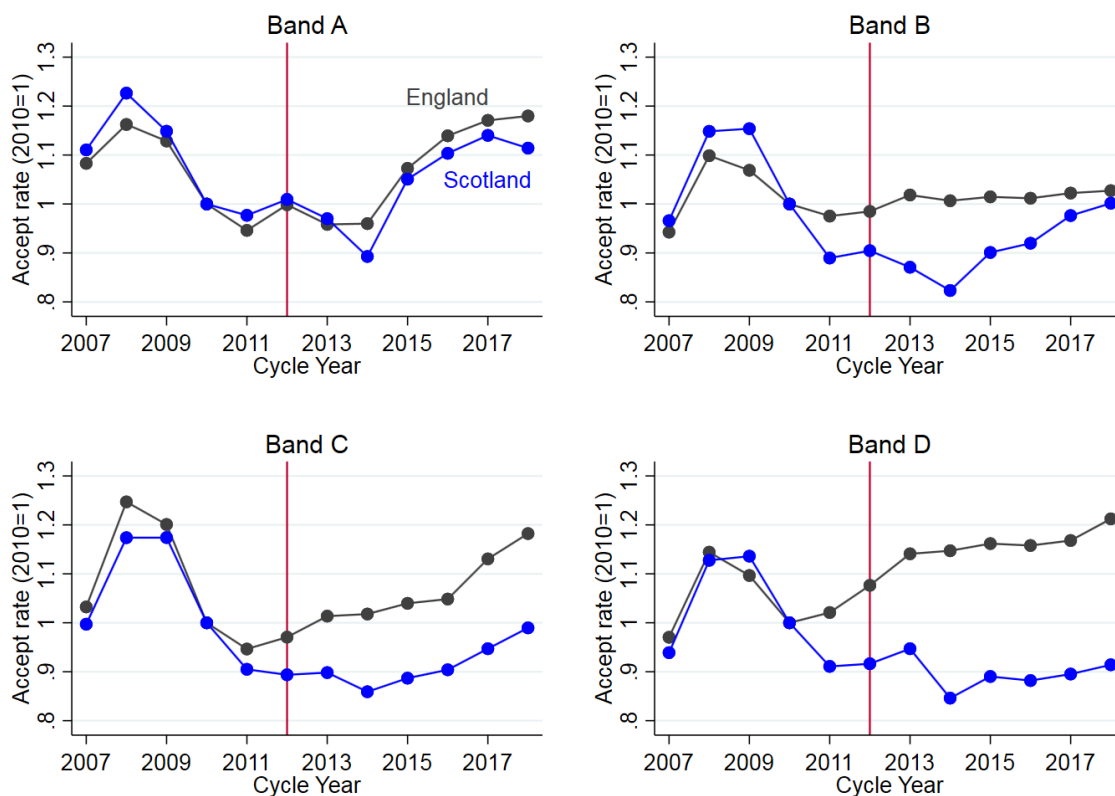 Band A
Accept rate (2010=1)
1.3
1.2
1.1
1
.9
.8
England
Scotland
2007 2009 2011 2013 2015 2017
Cycle Year
Band B
Accept rate (2010=1)
1.3
1.2
1.1
1
.9
.8
2007 2009 2011 2013 2015 2017
Cycle Year
Band C
Accept rate (2010=1)
1.3
1.2
1.1
1
.9
.8
2007 2009 2011 2013 2015 2017
Cycle Year
Band D
Accept rate (2010=1)
1.3
1.2
1.1
1
.9
.8
2007 2009 2011 2013 2015 2017
Cycle Year